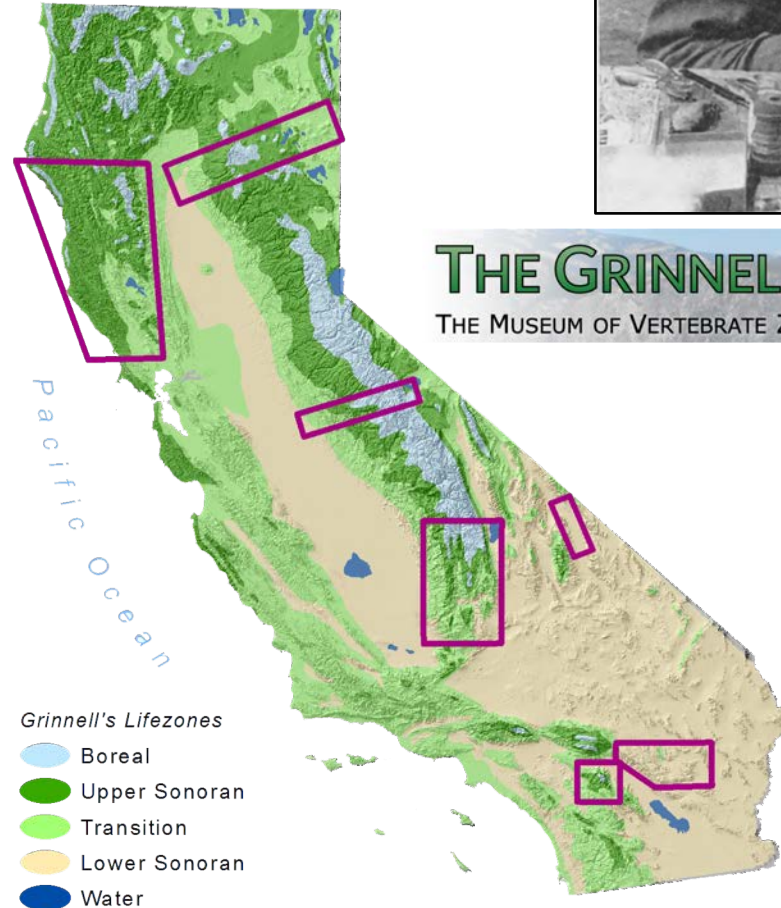 THE GRINNEL
THE MUSEUM OF VERTEBRATE
Pacific Ocean
Grinnell's Lifezones
Boreal
Upper Sonoran
Transition
Lower Sonoran
Water